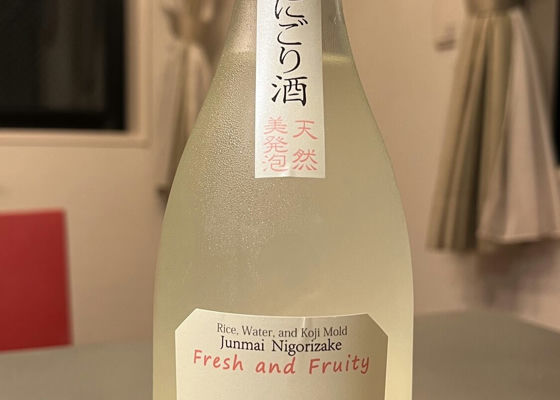 にごり酒
天然
美発泡
Rice, Water, and Koji Mold
Junmai Nigorizake
Fresh and Fruity